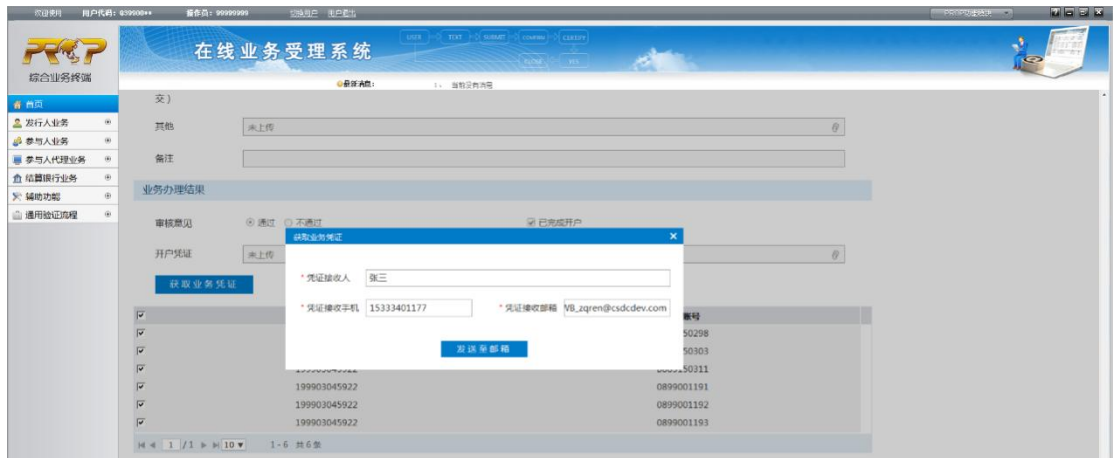 欢迎使用 用户代码：G39908** 操作员：99999999 切换用户 用户退出
PROP
综合业务终端
在线业务受理系统
USER TEXT SUBMIT CONFIRM CLASSIFY
YES
最新消息： 1、 当前没有消息
首页
发行人业务
参与人业务
参与人代理业务
结算银行业务
辅助功能
通用验证流程
交）
其他 未上传
备注
业务办理结果
审核意见 通过 不通过 已完成开户
开户凭证 未上传
获取业务凭证
获取业务凭证
* 凭证接收人 张三
* 凭证接收手机 15333401177 * 凭证接收邮箱 VB_zqren@csdcdev.com
发送至邮箱
账号
50298
50303
199903045922 0899001191
199903045922 0899001192
199903045922 0899001193
1 / 1 10 1 - 6 共 6 条